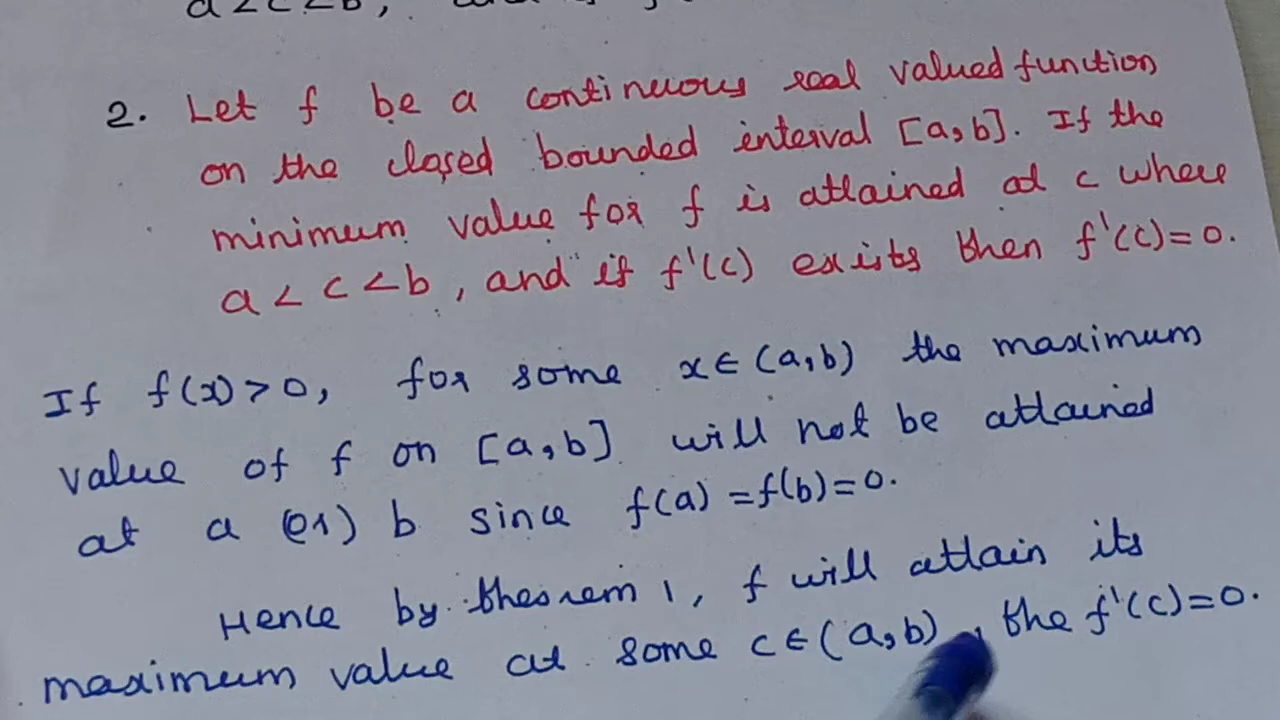 a < c < b,
2. Let f be a continuous real valued function
on the closed bounded interval [a,b]. If the
minimum value for f is attained at c where
a < c < b, and if f'(c) exists then f'(c)=0.
If f(x)>0, for some x∈(a,b) the maximum
value of f on [a,b] will not be attained
at a (or) b since f(a)=f(b)=0.
Hence by theorem 1, f will attain its
maximum value at some c∈(a,b), the f'(c)=0.